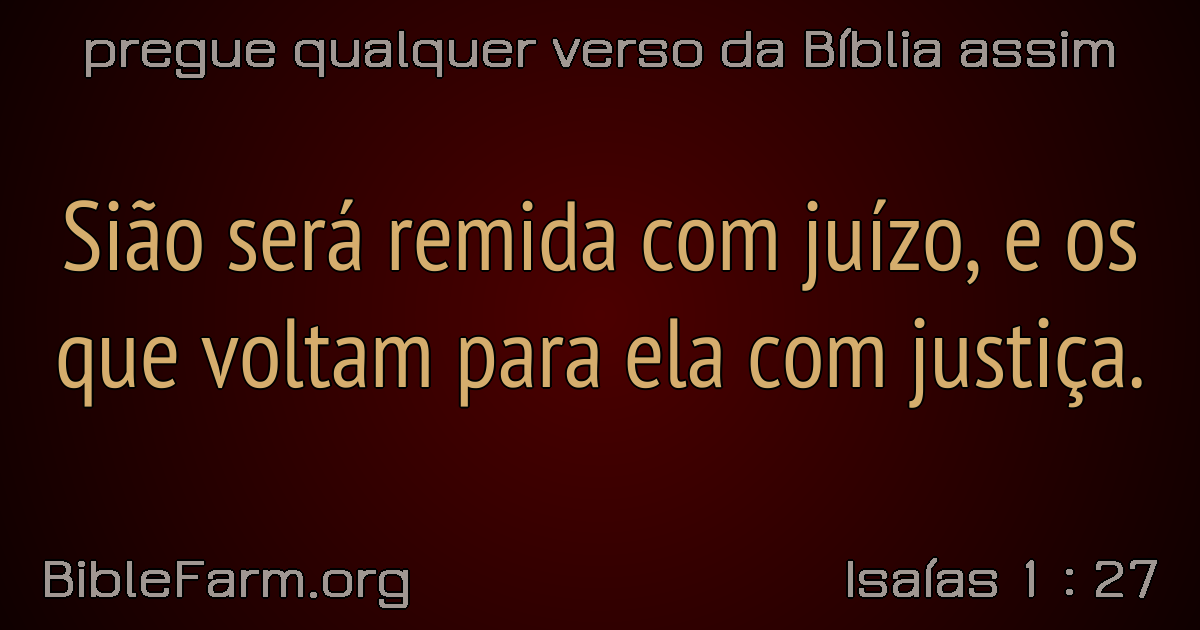 pregue qualquer verso da Bíblia assim
Sião será remida com juízo, e os
que voltam para ela com justiça.
BibleFarm.org
Isaías 1 : 27